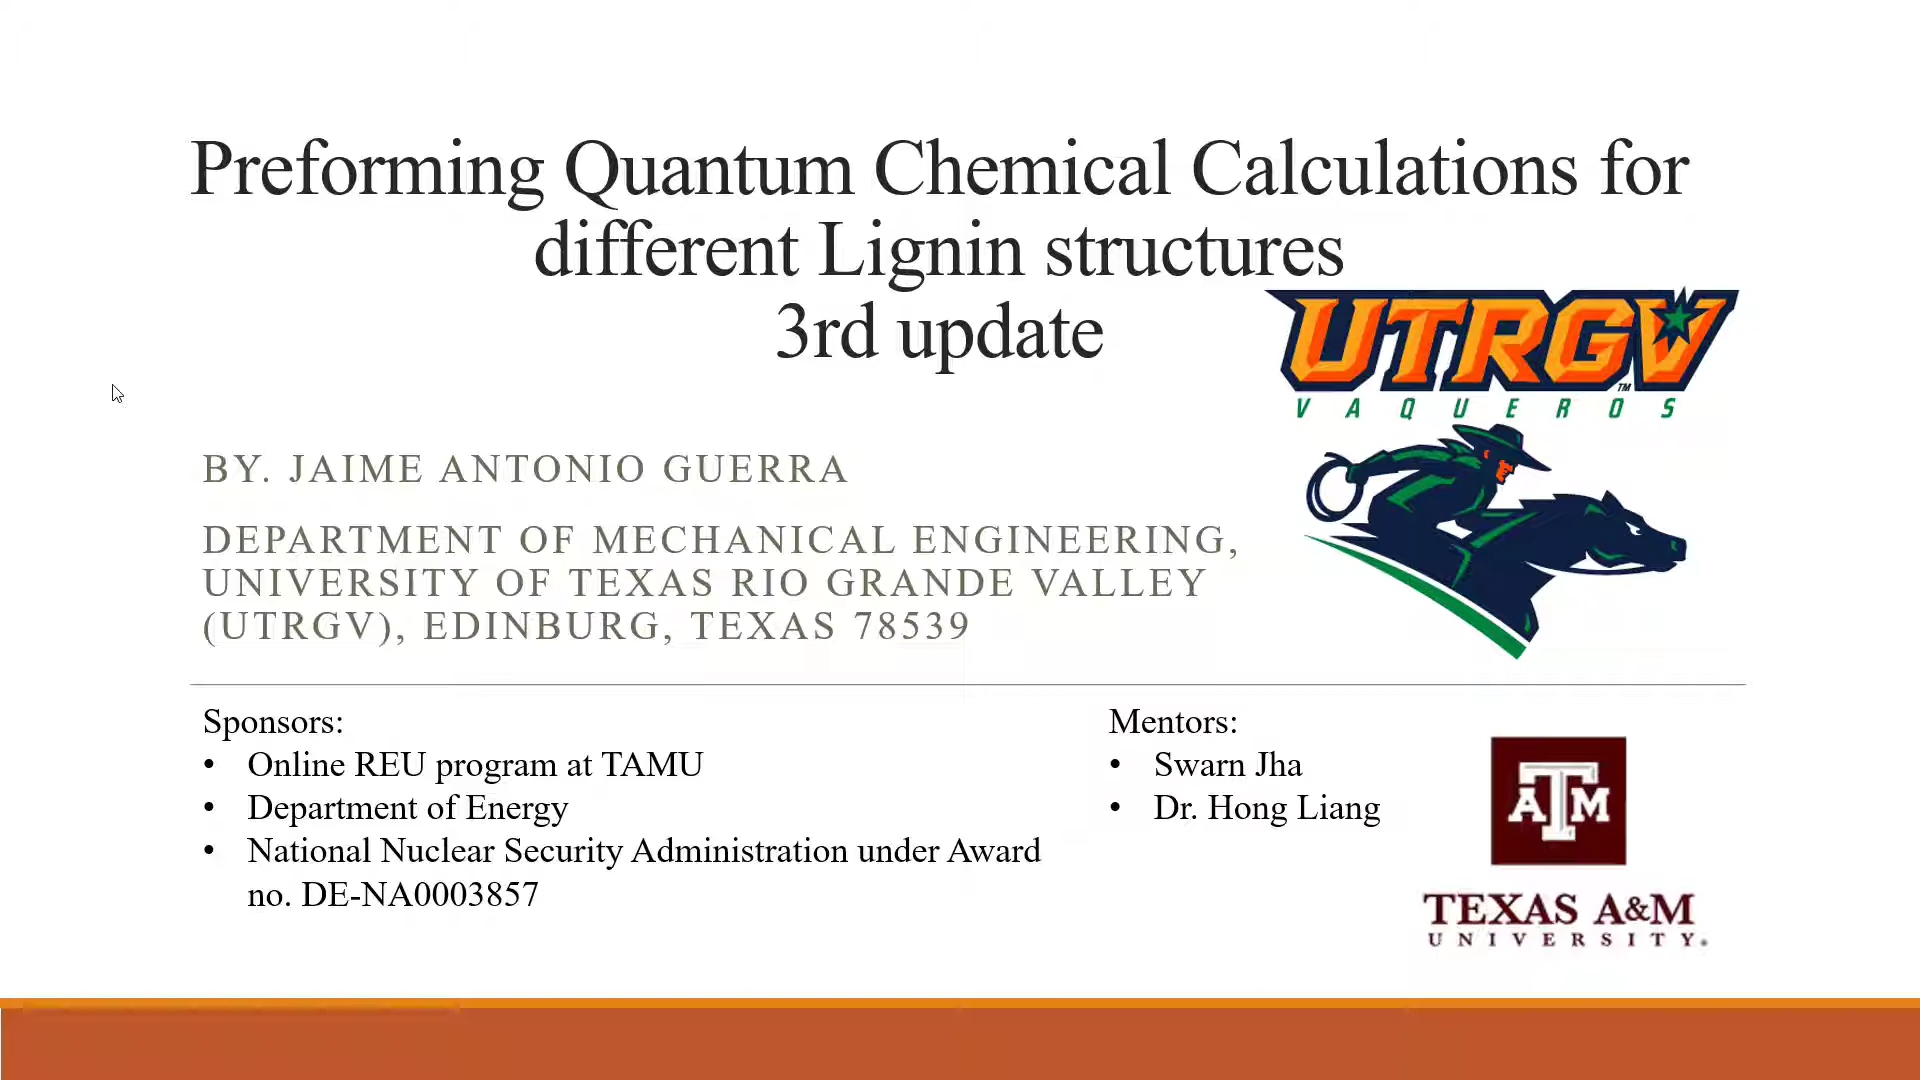 Preforming Quantum Chemical Calculations for
different Lignin structures
3rd update
UTRGV
TM
VAQUEROS
BY. JAIME ANTONIO GUERRA
DEPARTMENT OF MECHANICAL ENGINEERING,
UNIVERSITY OF TEXAS RIO GRANDE VALLEY
(UTRGV), EDINBURG, TEXAS 78539
Sponsors:
• Online REU program at TAMU
• Department of Energy
• National Nuclear Security Administration under Award
no. DE-NA0003857
Mentors:
• Swarn Jha
• Dr. Hong Liang
ATM
TEXAS A&M
UNIVERSITY.